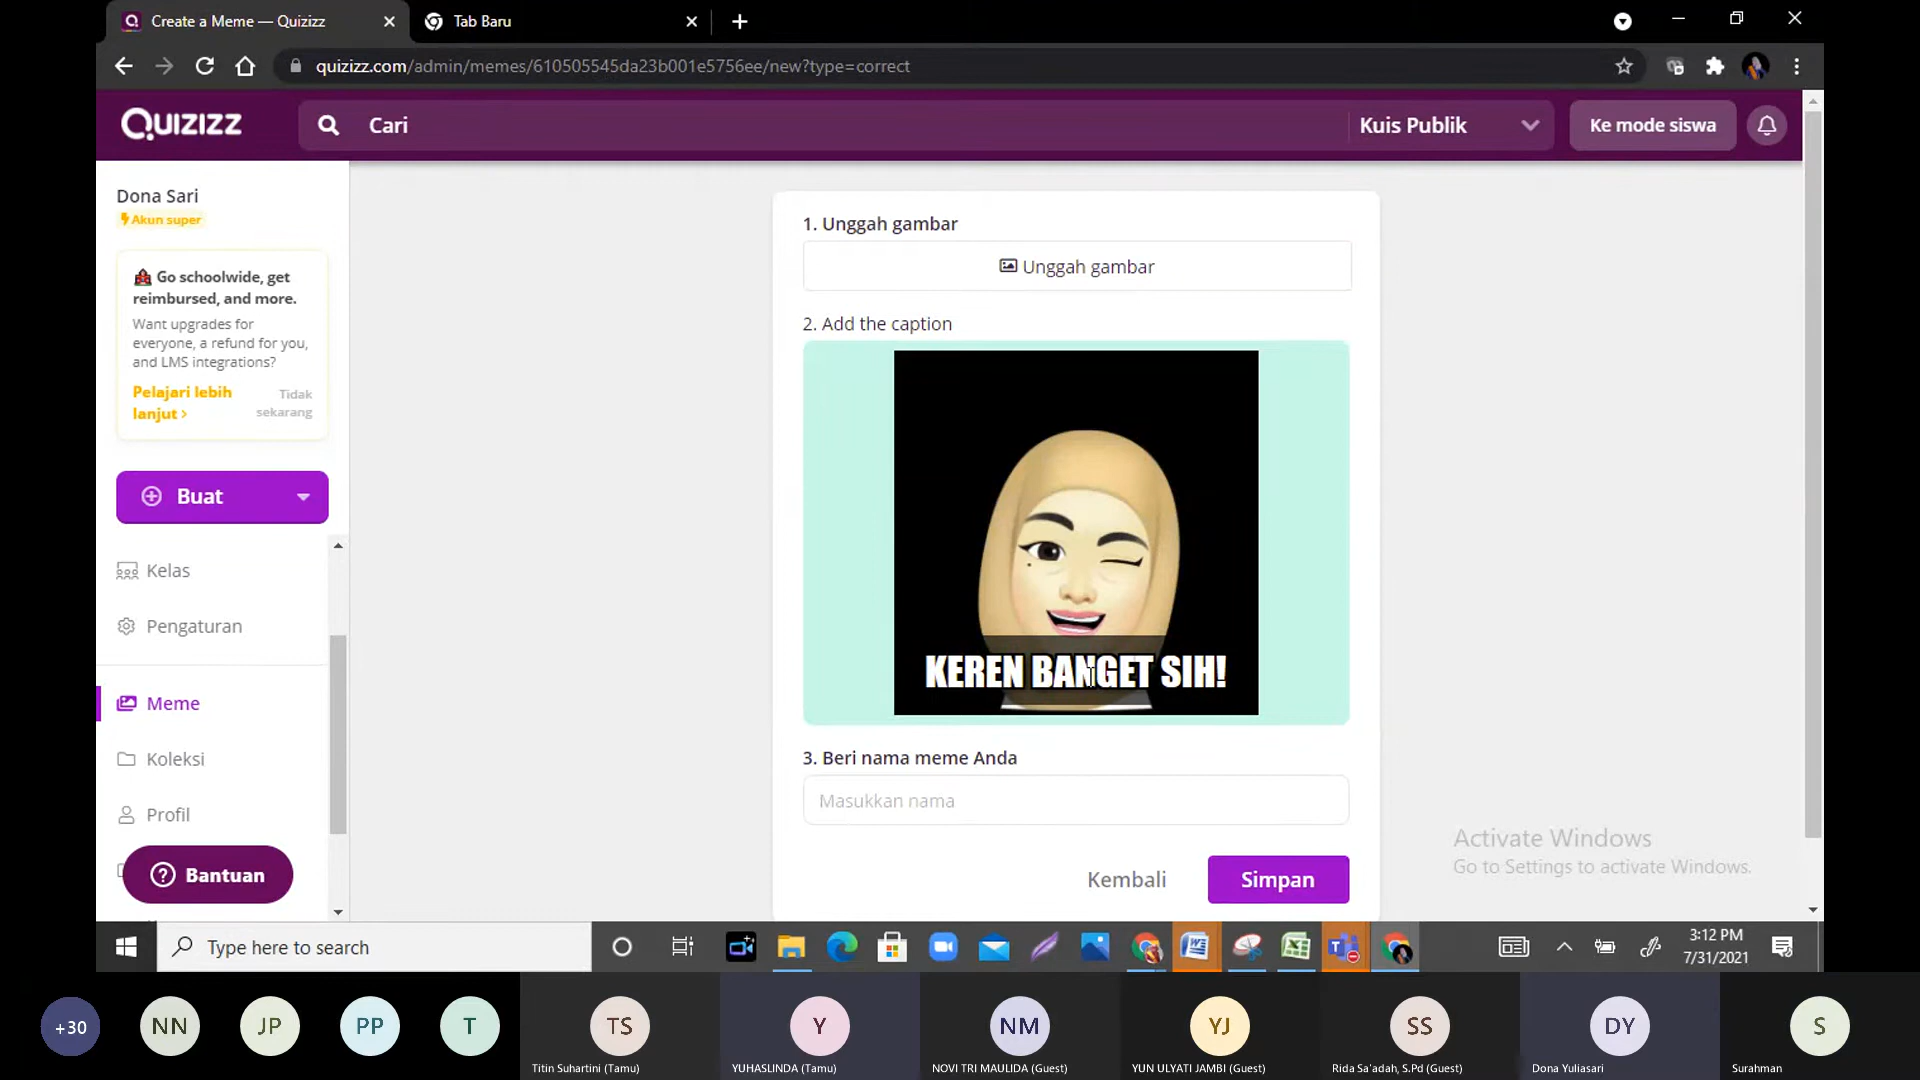 Create a Meme — Quizizz
Tab Baru
quizizz.com/admin/memes/610505545da23b001e5756ee/new?type=correct
QUIZIZZ
Cari
Kuis Publik
Ke mode siswa
Dona Sari
Akun super
Go schoolwide, get
reimbursed, and more.
Want upgrades for
everyone, a refund for you,
and LMS integrations?
Pelajari lebih
lanjut >
Tidak
sekarang
Buat
Kelas
Pengaturan
Meme
Koleksi
Profil
Bantuan
1. Unggah gambar
Unggah gambar
2. Add the caption
KEREN BANGET SIH!
3. Beri nama meme Anda
Masukkan nama
Kembali
Simpan
Activate Windows
Go to Settings to activate Windows.
Type here to search
3:12 PM
7/31/2021
+30
NN
JP
PP
T
TS
Titin Suhartini (Tamu)
Y
YUHASLINDA (Tamu)
NM
NOVI TRI MAULIDA (Guest)
YJ
YUN ULYATI JAMBI (Guest)
SS
Rida Sa'adah, S.Pd (Guest)
DY
Dona Yuliasari
S
Surahman